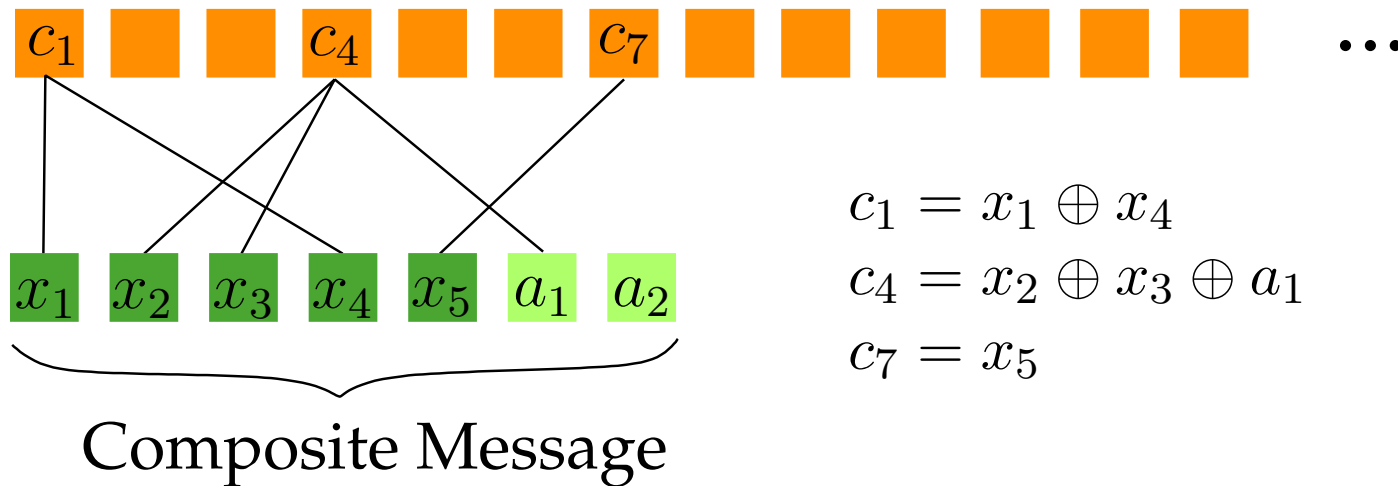 c₁ c₄ c₇ ...
x₁ x₂ x₃ x₄ x₅ a₁ a₂
Composite Message
c₁ = x₁ ⊕ x₄
c₄ = x₂ ⊕ x₃ ⊕ a₁
c₇ = x₅